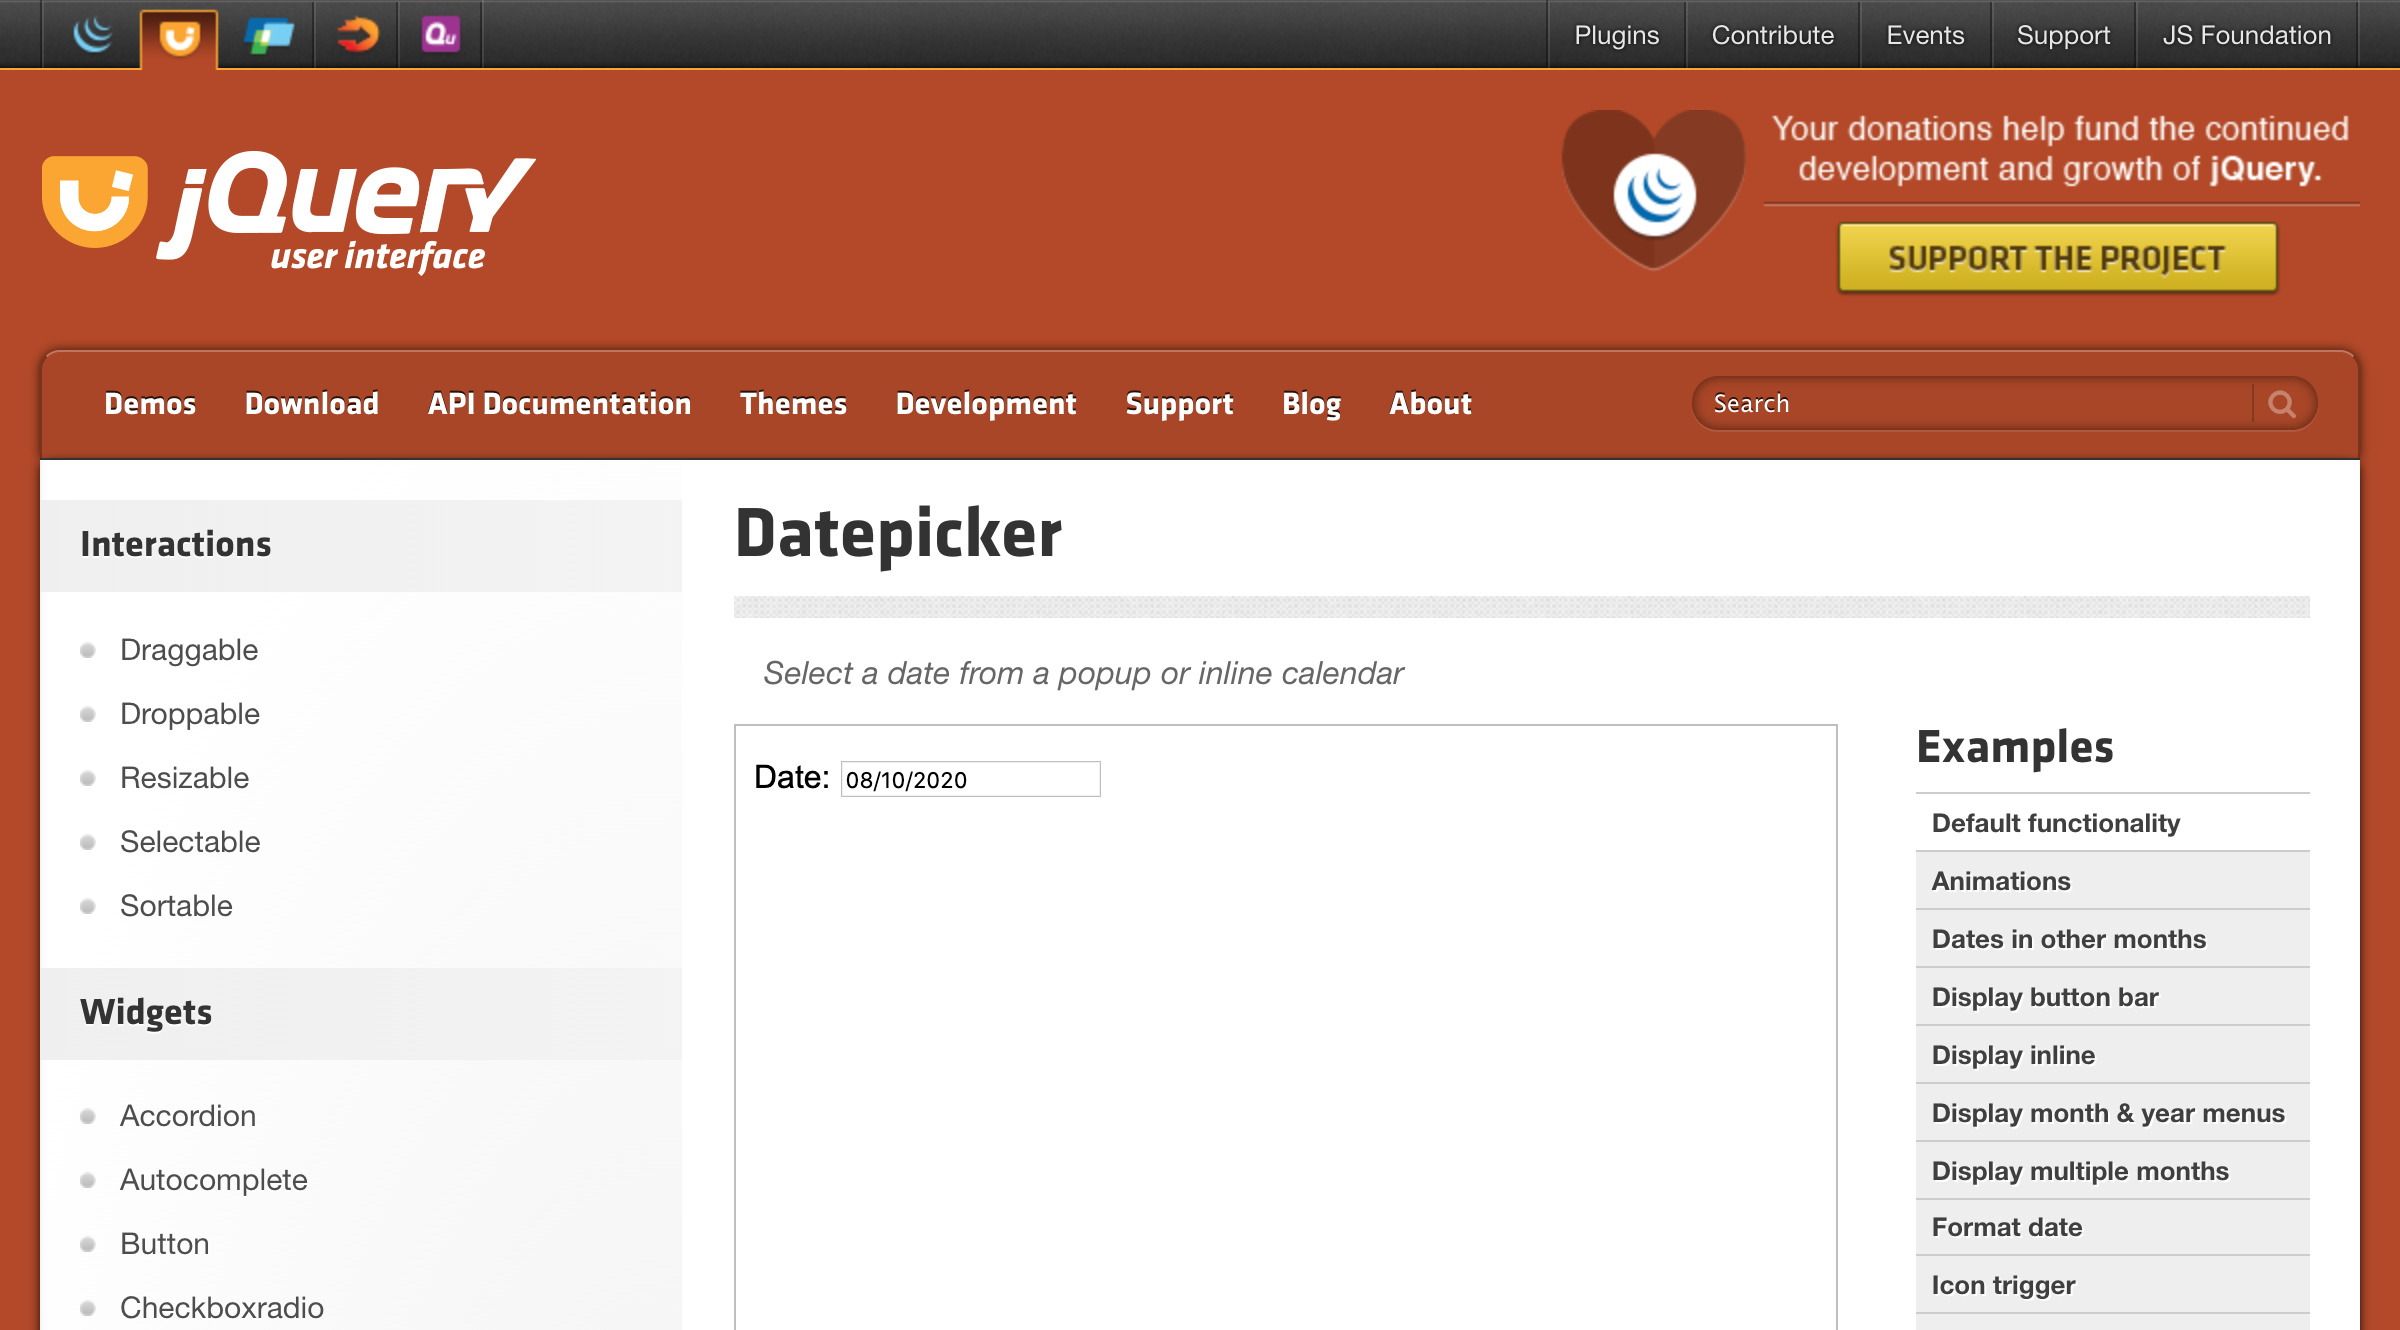 Qu
Plugins
Contribute
Events
Support
JS Foundation
jQuery
user interface
Your donations help fund the continued
development and growth of jQuery.
SUPPORT THE PROJECT
Demos
Download
API Documentation
Themes
Development
Support
Blog
About
Search
Interactions
Draggable
Droppable
Resizable
Selectable
Sortable
Widgets
Accordion
Autocomplete
Button
Checkboxradio
Datepicker
Select a date from a popup or inline calendar
Date: 08/10/2020
Examples
Default functionality
Animations
Dates in other months
Display button bar
Display inline
Display month & year menus
Display multiple months
Format date
Icon trigger